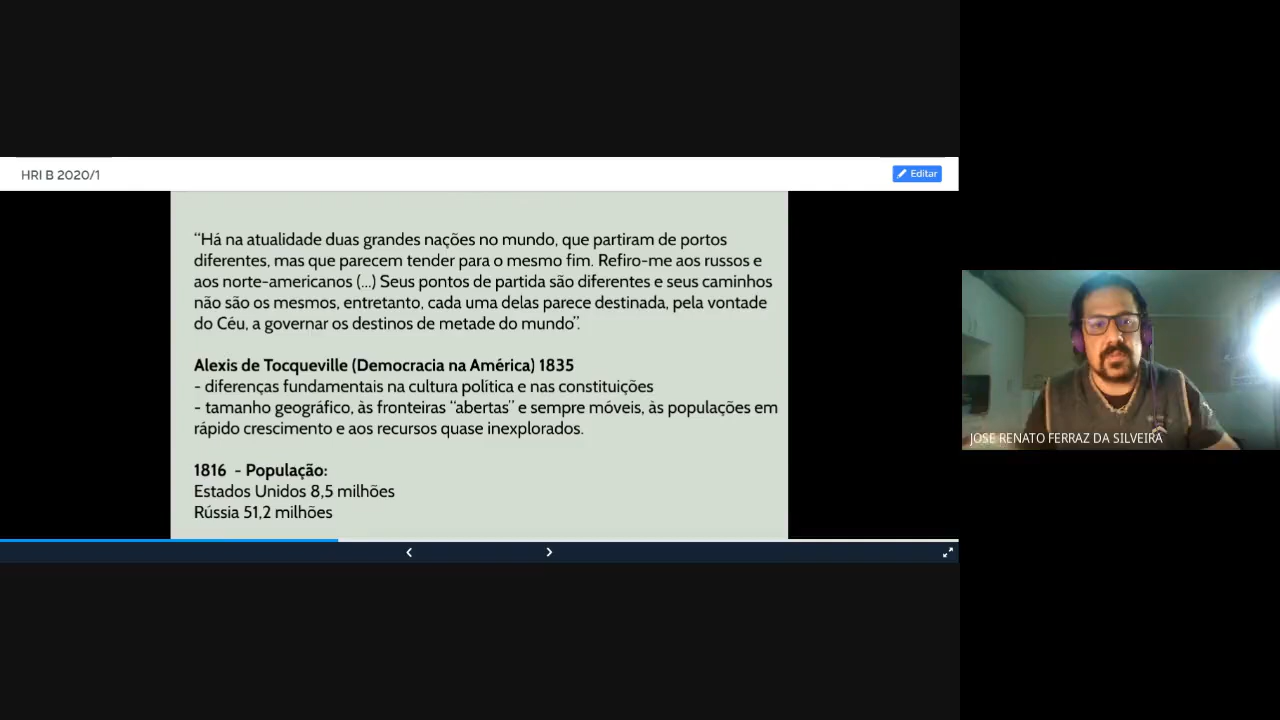 HRI B 2020/1
Editar
“Há na atualidade duas grandes nações no mundo, que partiram de portos
diferentes, mas que parecem tender para o mesmo fim. Refiro-me aos russos e
aos norte-americanos (...) Seus pontos de partida são diferentes e seus caminhos
não são os mesmos, entretanto, cada uma delas parece destinada, pela vontade
do Céu, a governar os destinos de metade do mundo”.
Alexis de Tocqueville (Democracia na América) 1835
- diferenças fundamentais na cultura política e nas constituições
- tamanho geográfico, às fronteiras “abertas” e sempre móveis, às populações em
rápido crescimento e aos recursos quase inexplorados.
1816 - População:
Estados Unidos 8,5 milhões
Rússia 51,2 milhões
JOSE RENATO FERRAZ DA SILVEIRA